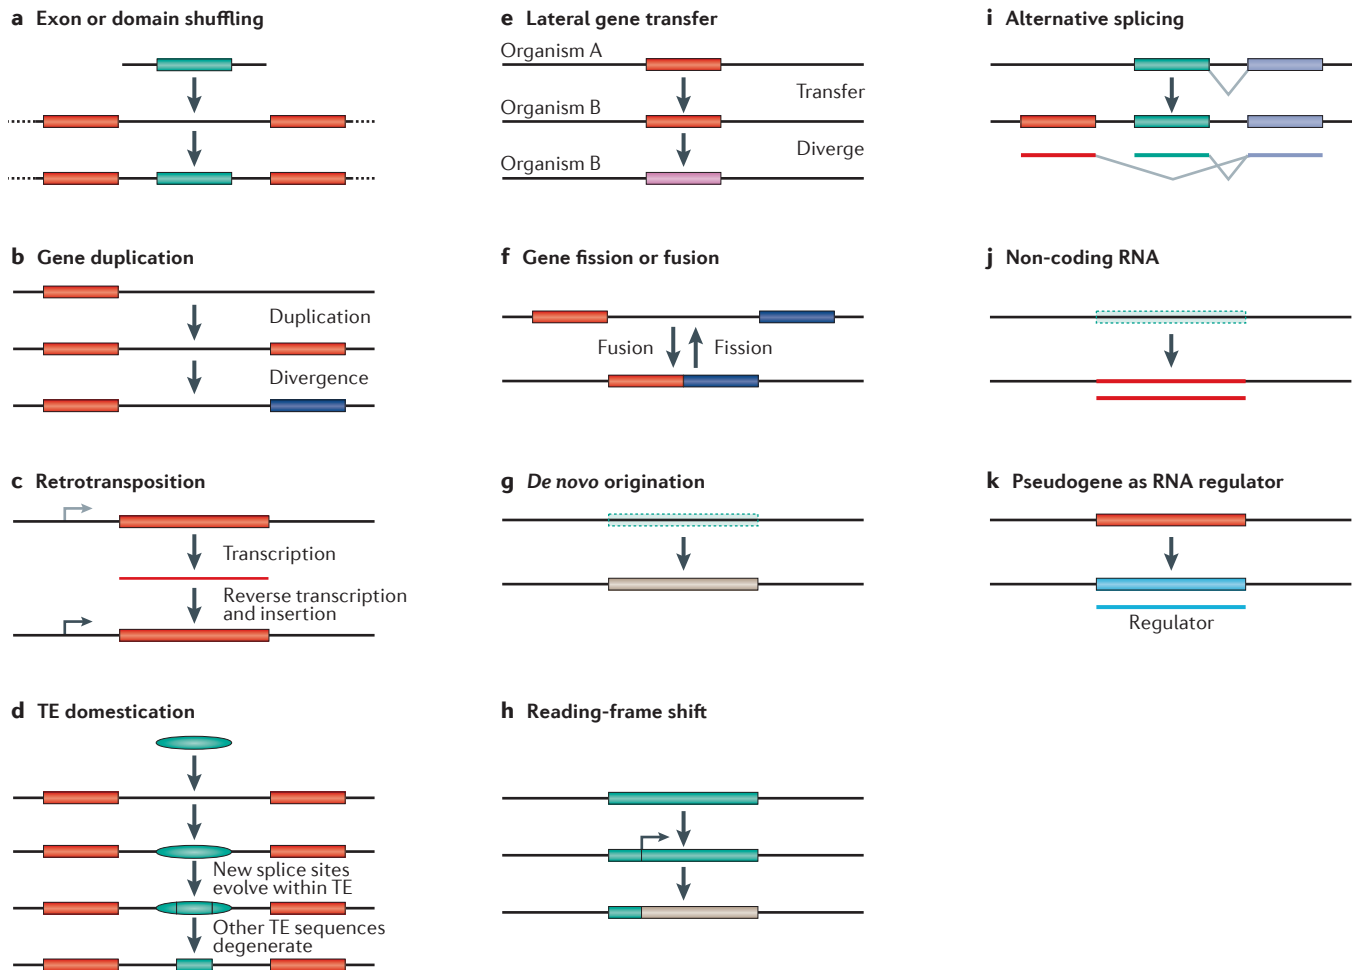 a Exon or domain shuffling
b Gene duplication
Duplication
Divergence
c Retrotransposition
Transcription
Reverse transcription
and insertion
d TE domestication
New splice sites
evolve within TE
Other TE sequences
degenerate
e Lateral gene transfer
Organism A
Transfer
Organism B
Diverge
Organism B
f Gene fission or fusion
Fusion
Fission
g De novo origination
h Reading-frame shift
i Alternative splicing
j Non-coding RNA
k Pseudogene as RNA regulator
Regulator